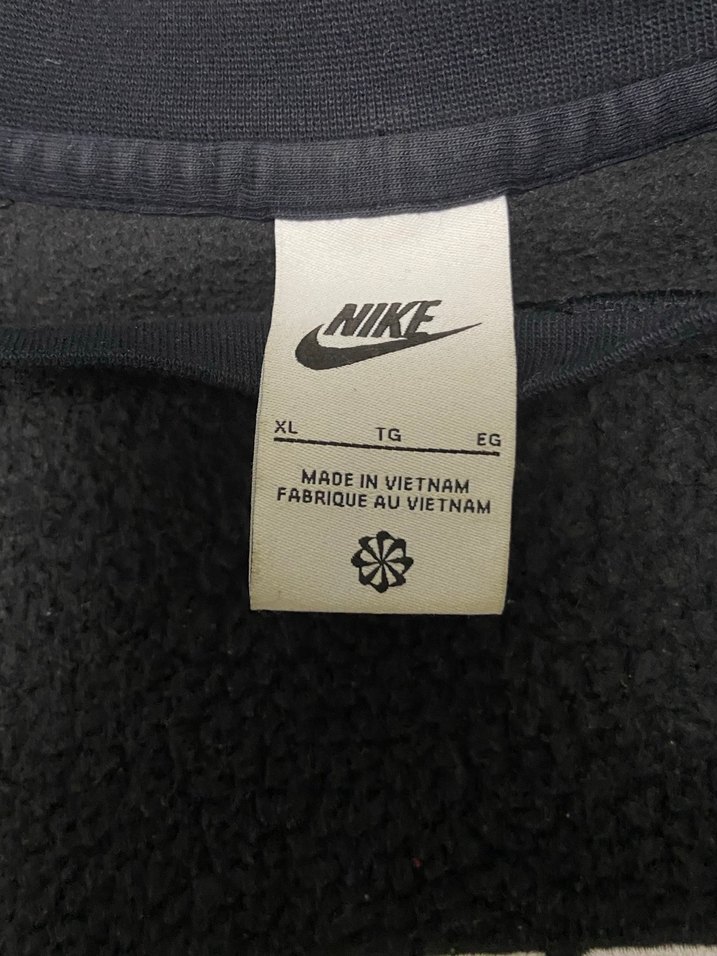 NIKE
XL TG EG
MADE IN VIETNAM
FABRIQUE AU VIETNAM